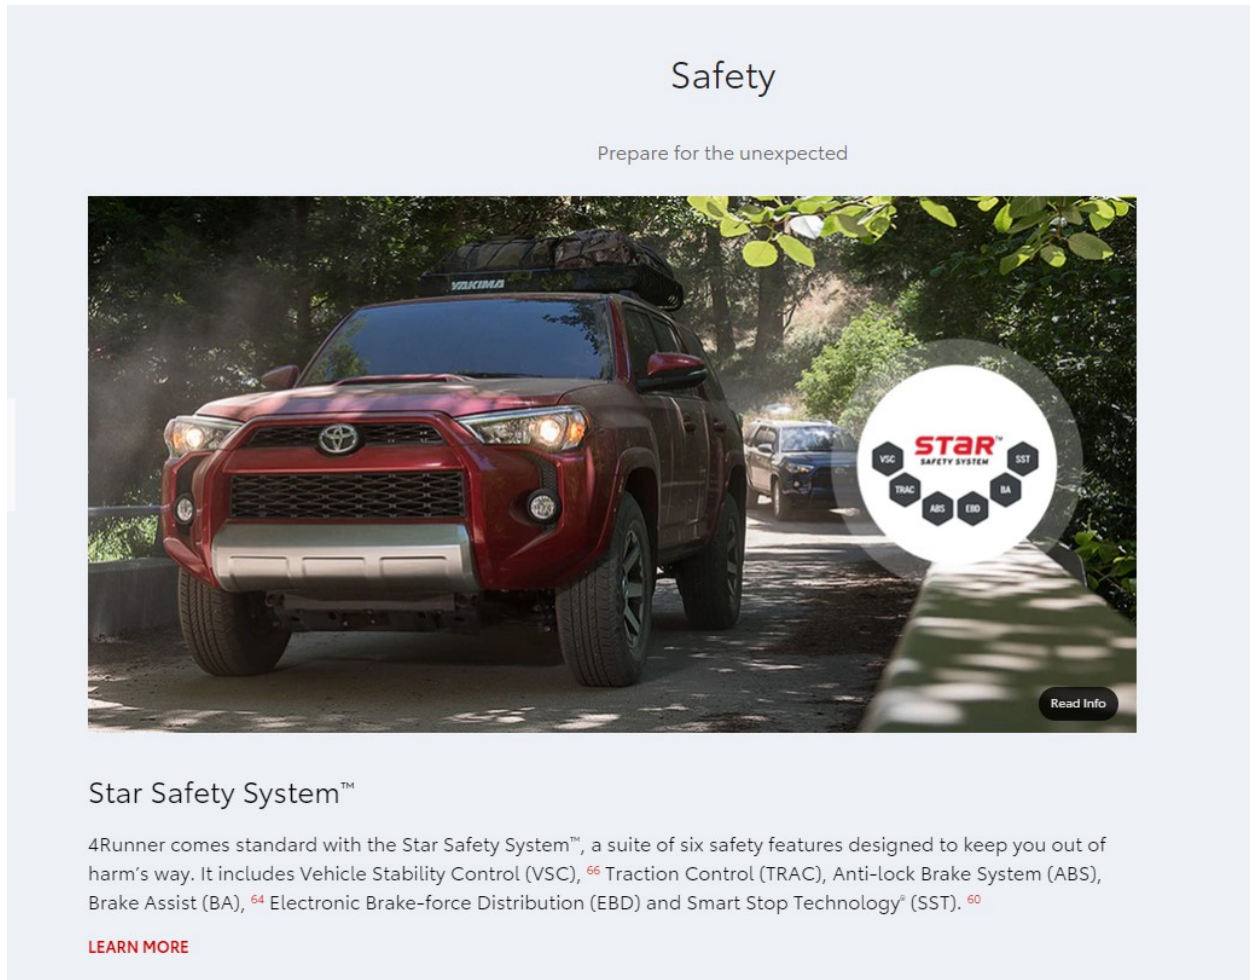 Safety
Prepare for the unexpected
YAKIMA
STAR™
SAFETY SYSTEM
VSC
TRAC
ABS
EBD
BA
SST
Read Info
Star Safety System™
4Runner comes standard with the Star Safety System™, a suite of six safety features designed to keep you out of
harm's way. It includes Vehicle Stability Control (VSC), 66 Traction Control (TRAC), Anti-lock Brake System (ABS),
Brake Assist (BA), 64 Electronic Brake-force Distribution (EBD) and Smart Stop Technology® (SST). 60
LEARN MORE